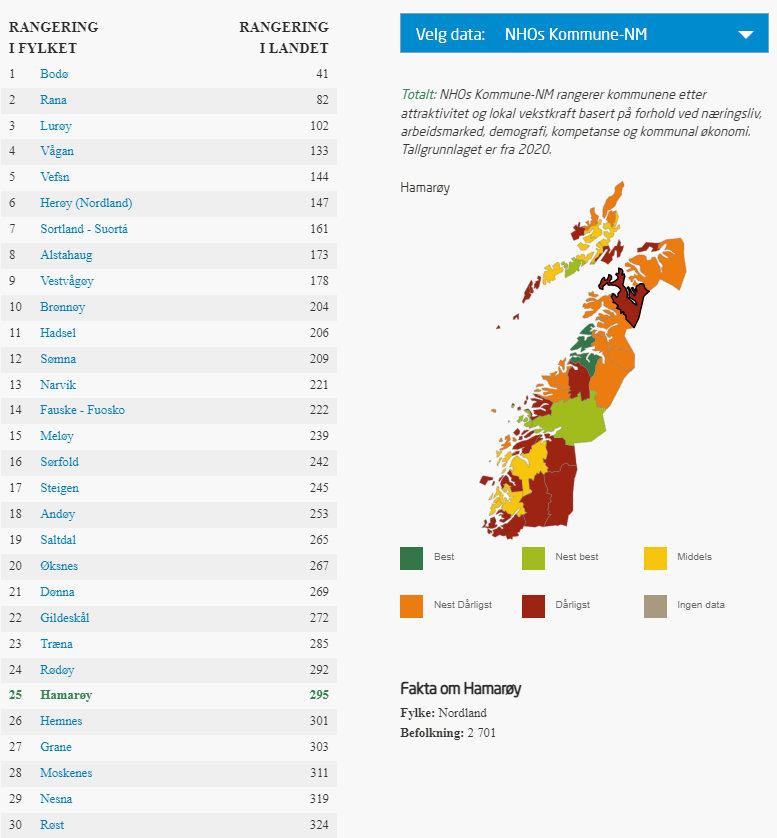 RANGERING
I FYLKET
RANGERING
I LANDET
1 Bodø 41
2 Rana 82
3 Lurøy 102
4 Vågan 133
5 Vefsn 144
6 Herøy (Nordland) 147
7 Sortland - Suortá 161
8 Alstahaug 173
9 Vestvågøy 178
10 Brønnøy 204
11 Hadsel 206
12 Sømna 209
13 Narvik 221
14 Fauske - Fuosko 222
15 Meløy 239
16 Sørfold 242
17 Steigen 245
18 Andøy 253
19 Saltdal 265
20 Øksnes 267
21 Dønna 269
22 Gildeskål 272
23 Træna 285
24 Rødøy 292
25 Hamarøy 295
26 Hemnes 301
27 Grane 303
28 Moskenes 311
29 Nesna 319
30 Røst 324
Velg data: NHOs Kommune-NM
Totalt: NHOs Kommune-NM rangerer kommunene etter
attraktivitet og lokal vekstkraft basert på forhold ved næringsliv,
arbeidsmarked, demografi, kompetanse og kommunal økonomi.
Tallgrunnlaget er fra 2020.
Hamarøy
Best Nest best Middels
Nest Dårligst Dårligst Ingen data
Fakta om Hamarøy
Fylke: Nordland
Befolkning: 2 701